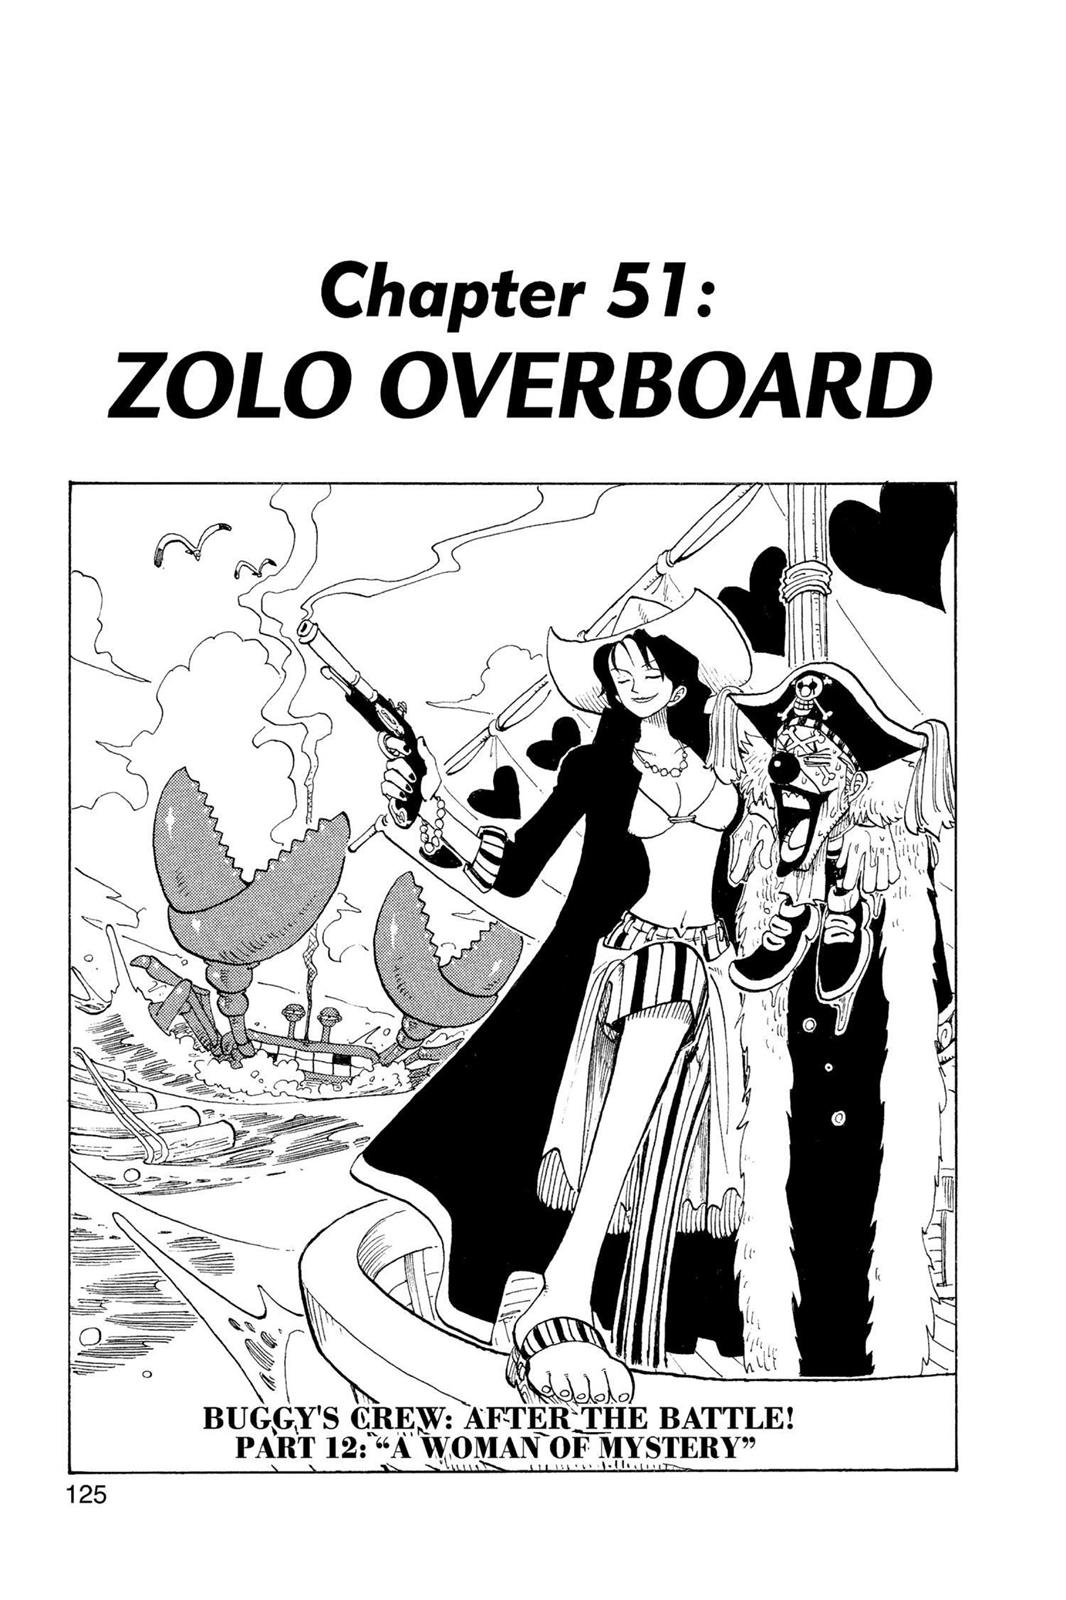 Chapter 51:
ZOLO OVERBOARD
BUGGY'S CREW: AFTER THE BATTLE!
PART 12: “A WOMAN OF MYSTERY”
125